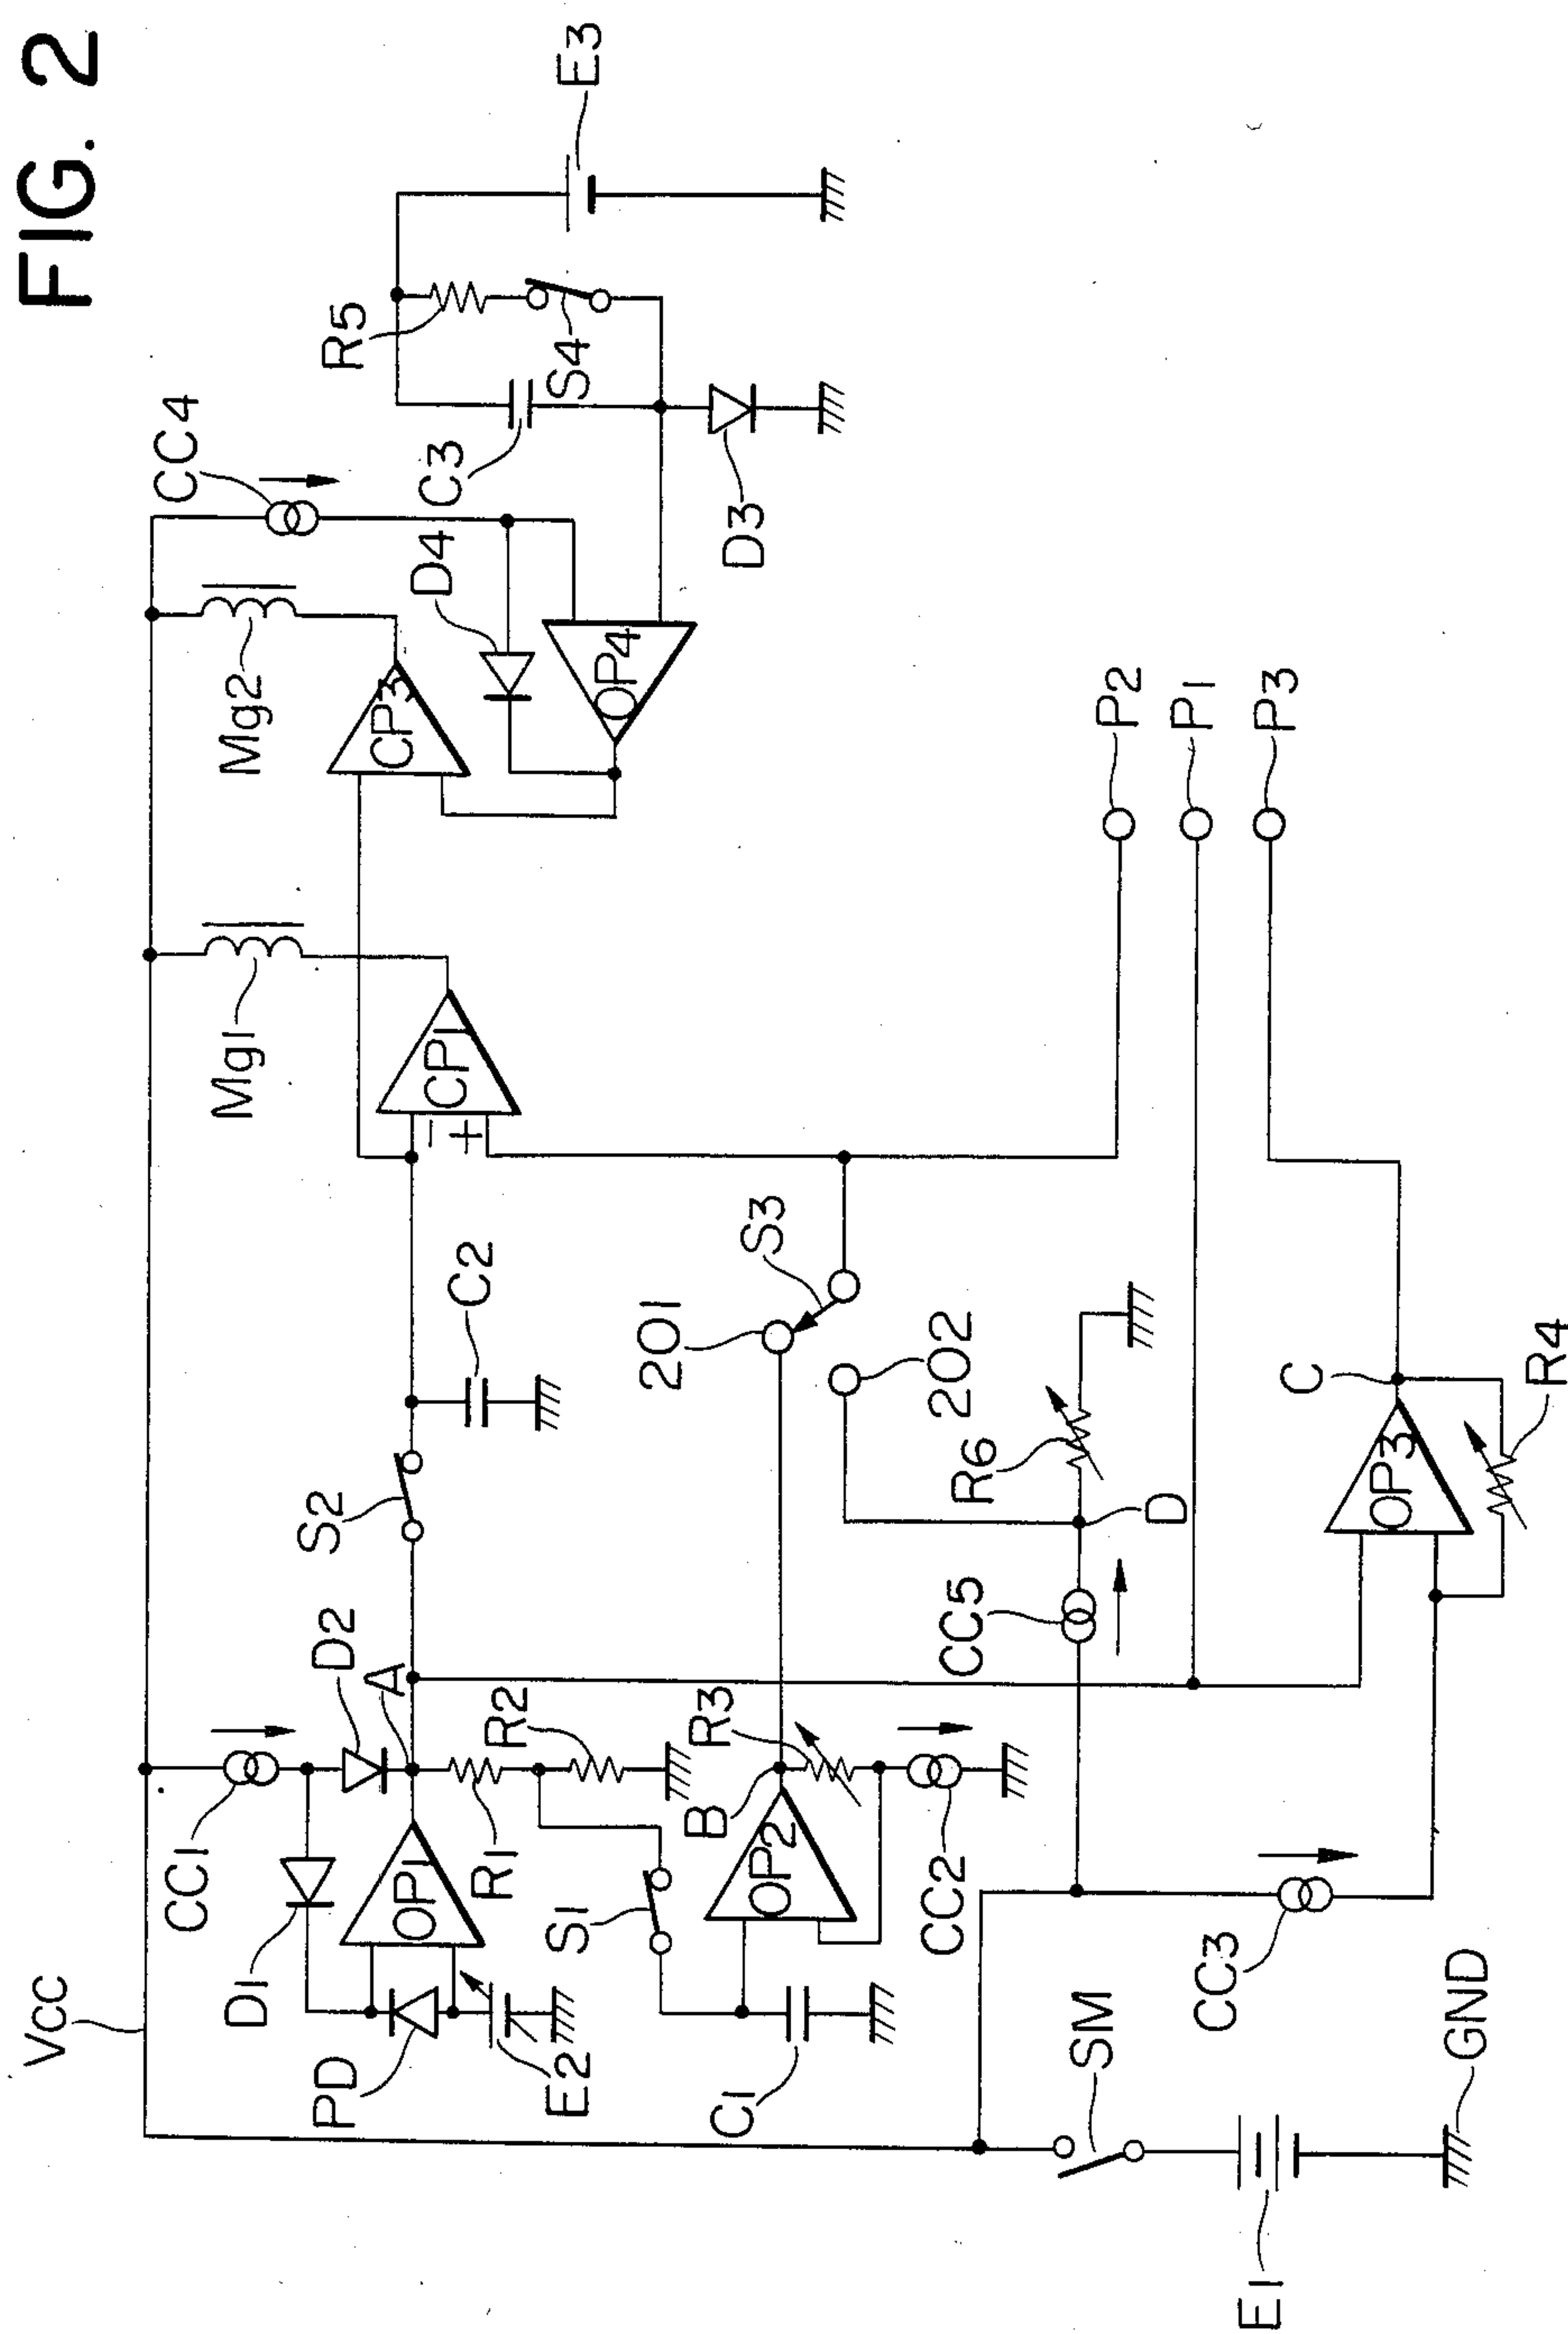 FIG. 2
VCC
CC1
D2
D1
A
PD
OP1
E2
R1
R2
S1
S2
C2
C1
OP2
B
R3
CC2
201
S3
202
CC5
R6
D
CC3
SM
E1
GND
OP3
C
R4
Mg1
CP1
−
+
Mg2
CP3
CC4
D4
OP4
R5
C3
S4
D3
E3
P2
P1
P3